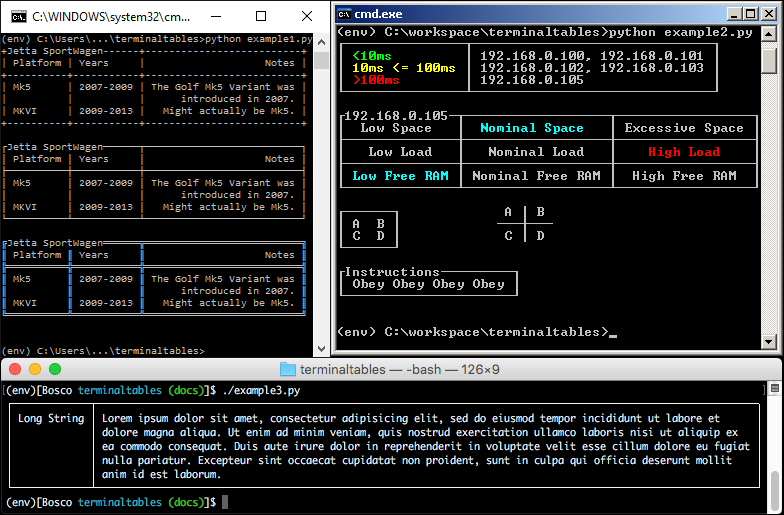 C:\WINDOWS\system32\cm...
(env) C:\Users\...\terminaltables>python example1.py
Jetta SportWagen
Platform Years Notes
Mk5 2007-2009 The Golf Mk5 Variant was
introduced in 2007.
MKVI 2009-2013 Might actually be Mk5.
Jetta SportWagen
Platform Years Notes
Mk5 2007-2009 The Golf Mk5 Variant was
introduced in 2007.
MKVI 2009-2013 Might actually be Mk5.
Jetta SportWagen
Platform Years Notes
Mk5 2007-2009 The Golf Mk5 Variant was
introduced in 2007.
MKVI 2009-2013 Might actually be Mk5.
(env) C:\Users\...\terminaltables>
cmd.exe
(env) C:\workspace\terminaltables>python example2.py
<10ms 192.168.0.100, 192.168.0.101
10ms <= 100ms 192.168.0.102, 192.168.0.103
>100ms 192.168.0.105
192.168.0.105
Low Space Nominal Space Excessive Space
Low Load Nominal Load High Load
Low Free RAM Nominal Free RAM High Free RAM
A B
C D
A B
C D
Instructions
Obey Obey Obey Obey
(env) C:\workspace\terminaltables>_
terminaltables — -bash — 126×9
(env)[Bosco terminaltables (docs)]$ ./example3.py
Long String Lorem ipsum dolor sit amet, consectetur adipisicing elit, sed do eiusmod tempor incididunt ut labore et
dolore magna aliqua. Ut enim ad minim veniam, quis nostrud exercitation ullamco laboris nisi ut aliquip ex
ea commodo consequat. Duis aute irure dolor in reprehenderit in voluptate velit esse cillum dolore eu fugiat
nulla pariatur. Excepteur sint occaecat cupidatat non proident, sunt in culpa qui officia deserunt mollit
anim id est laborum.
(env)[Bosco terminaltables (docs)]$